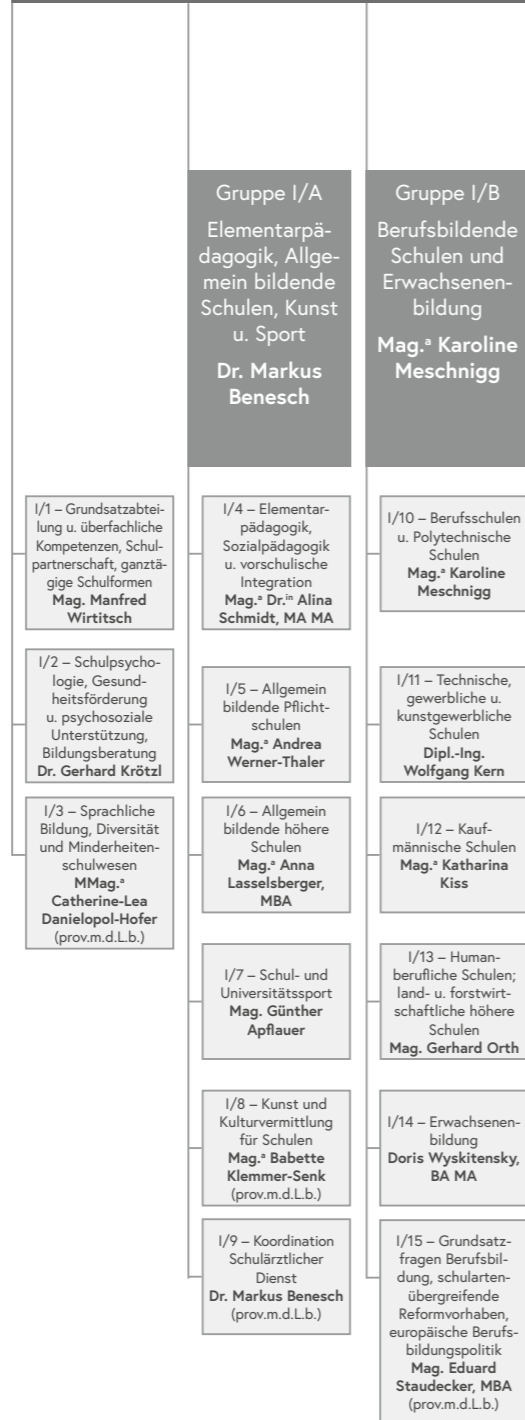 Gruppe I/A
Elementarpä-
dagogik, Allge-
mein bildende
Schulen, Kunst
u. Sport
Dr. Markus
Benesch
Gruppe I/B
Berufsbildende
Schulen und
Erwachsenen-
bildung
Mag.ª Karoline
Meschnigg
I/1 – Grundsatzabtei-
lung u. überfachliche
Kompetenzen, Schul-
partnerschaft, ganztä-
gige Schulformen
Mag. Manfred
Wirtitsch
I/2 – Schulpsycho-
logie, Gesund-
heitsförderung
u. psychosoziale
Unterstützung,
Bildungsberatung
Dr. Gerhard Krötzl
I/3 – Sprachliche
Bildung, Diversität
und Minderheiten-
schulwesen
MMag.ª
Catherine-Lea
Danielopol-Hofer
(prov.m.d.L.b.)
I/4 – Elementar-
pädagogik,
Sozialpädagogik
u. vorschulische
Integration
Mag.ª Dr.ⁱⁿ Alina
Schmidt, MA MA
I/5 – Allgemein
bildende Pflicht-
schulen
Mag.ª Andrea
Werner-Thaler
I/6 – Allgemein
bildende höhere
Schulen
Mag.ª Anna
Lasselsberger,
MBA
I/7 – Schul- und
Universitätssport
Mag. Günther
Apflauer
I/8 – Kunst und
Kulturvermittlung
für Schulen
Mag.ª Babette
Klemmer-Senk
(prov.m.d.L.b.)
I/9 – Koordination
Schulärztlicher
Dienst
Dr. Markus Benesch
(prov.m.d.L.b.)
I/10 – Berufsschulen
u. Polytechnische
Schulen
Mag.ª Karoline
Meschnigg
I/11 – Technische,
gewerbliche u.
kunstgewerbliche
Schulen
Dipl.-Ing.
Wolfgang Kern
I/12 – Kauf-
männische Schulen
Mag.ª Katharina
Kiss
I/13 – Human-
berufliche Schulen;
land- u. forstwirt-
schaftliche höhere
Schulen
Mag. Gerhard Orth
I/14 – Erwachsenen-
bildung
Doris Wyskitensky,
BA MA
I/15 – Grundsatz-
fragen Berufsbil-
dung, schularten-
übergreifende
Reformvorhaben,
europäische Berufs-
bildungspolitik
Mag. Eduard
Staudecker, MBA
(prov.m.d.L.b.)